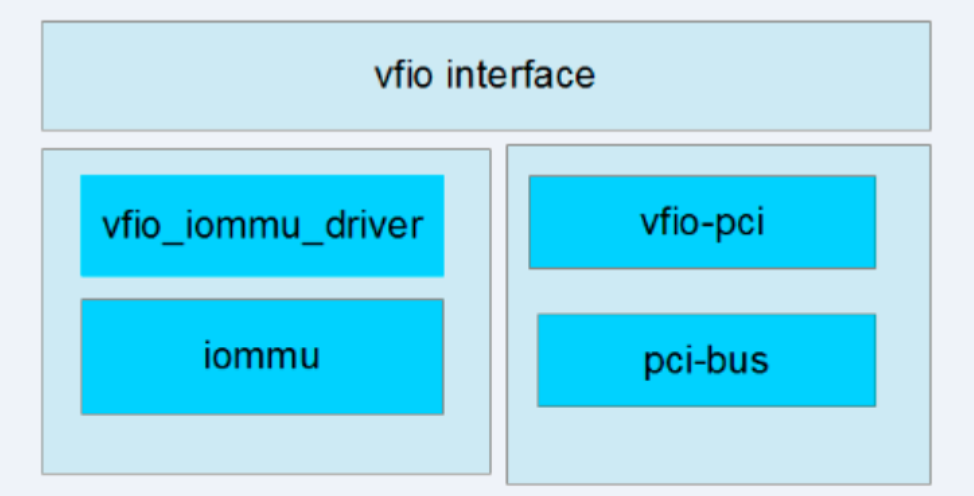 vfio interface
vfio_iommu_driver
iommu
vfio-pci
pci-bus